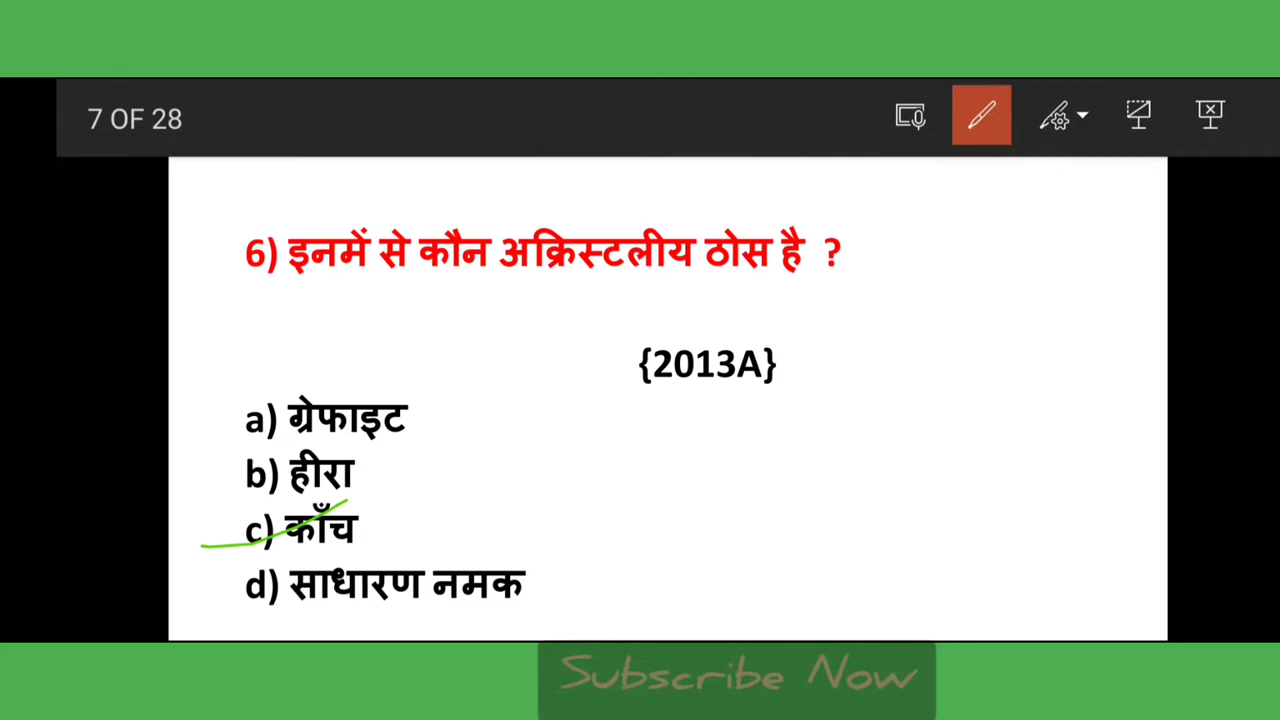 7 OF 28
6) इनमें से कौन अक्रिस्टलीय ठोस है ?
{2013A}
a) ग्रेफाइट
b) हीरा
c) काँच
d) साधारण नमक
Subscribe Now